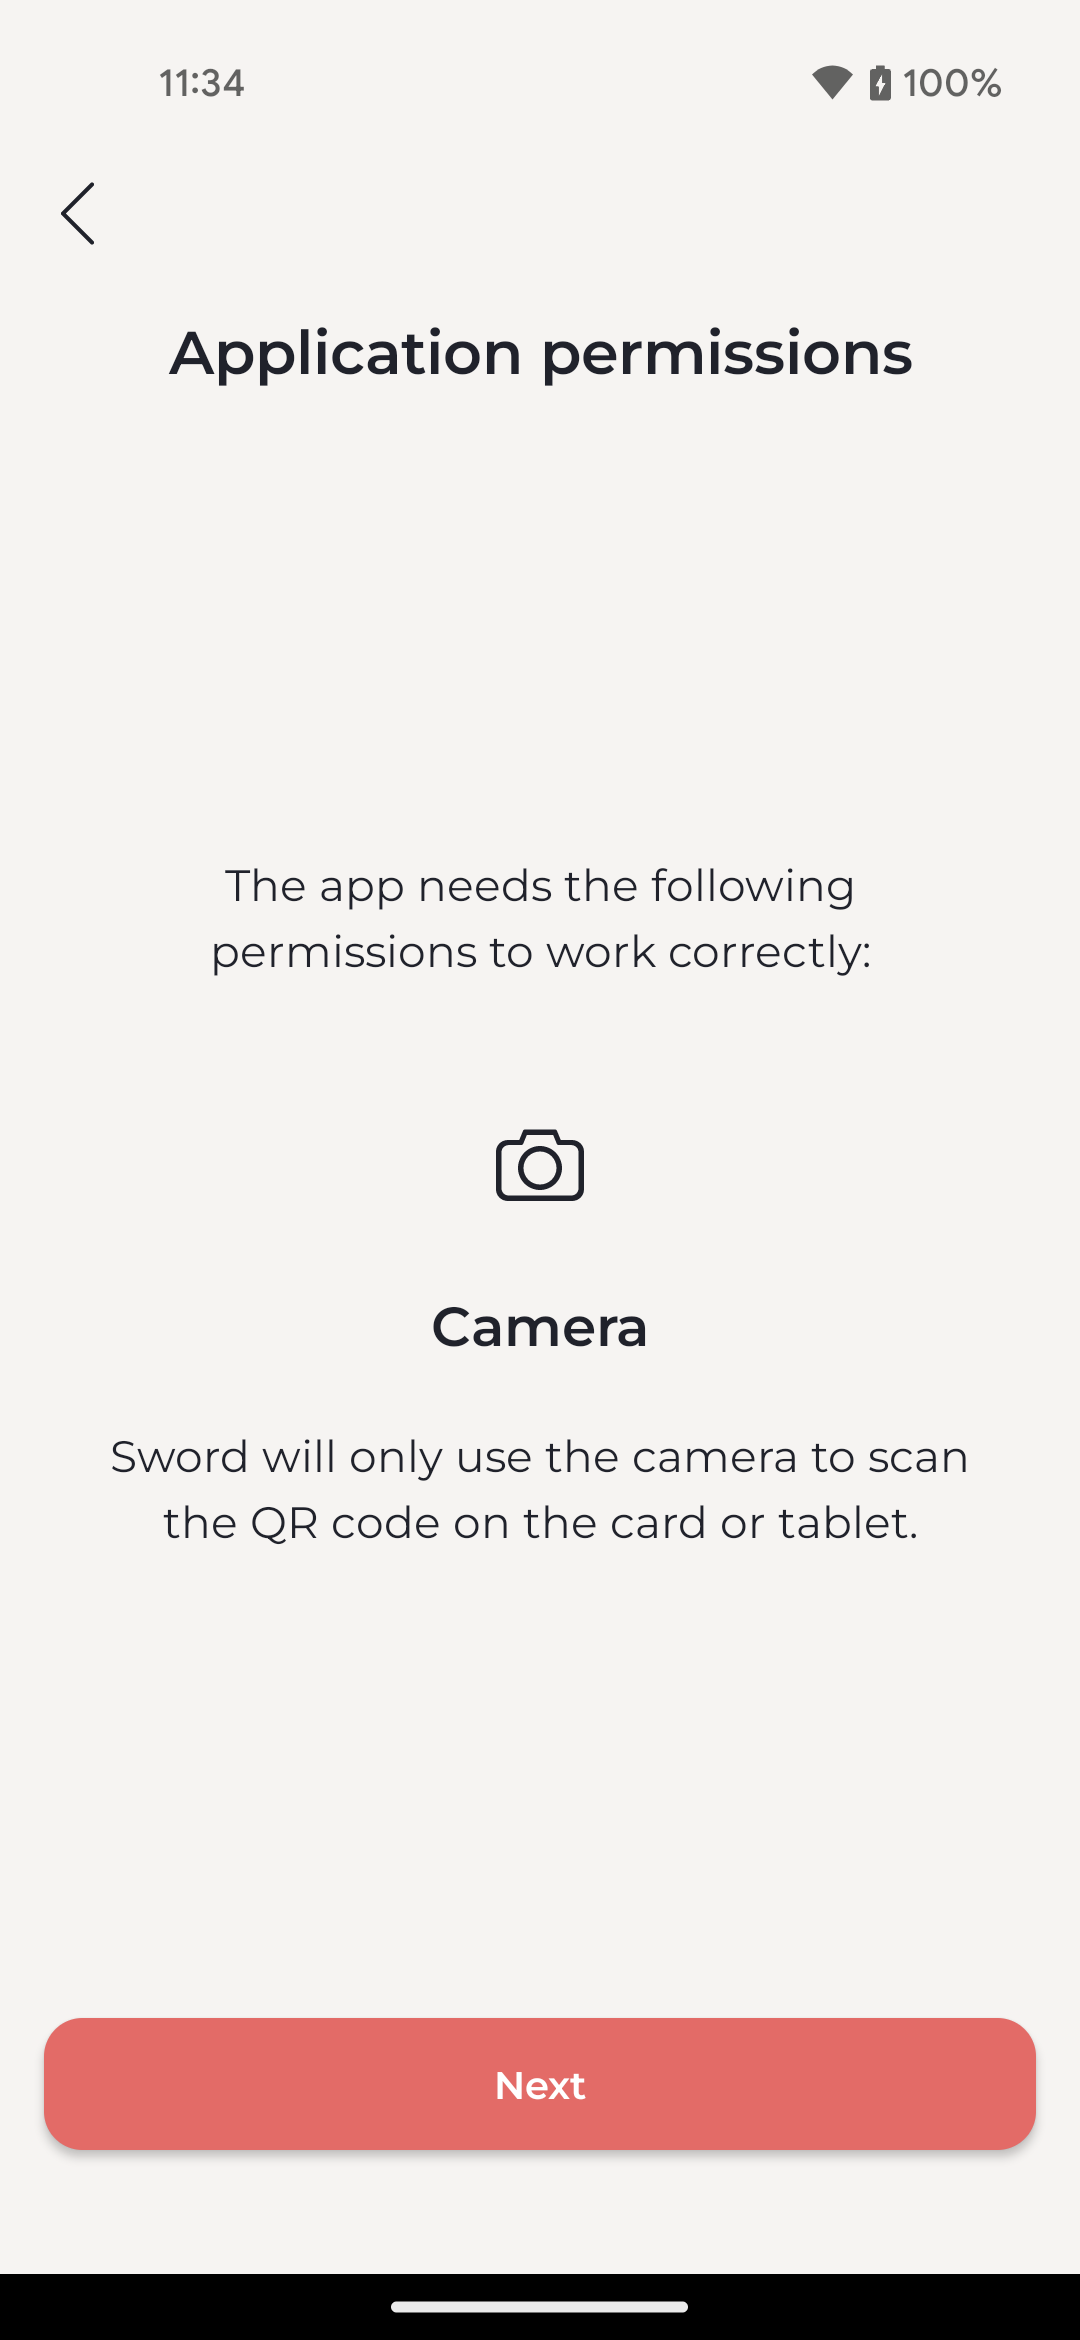 11:34
100%
Application permissions
The app needs the following
permissions to work correctly:
Camera
Sword will only use the camera to scan
the QR code on the card or tablet.
Next